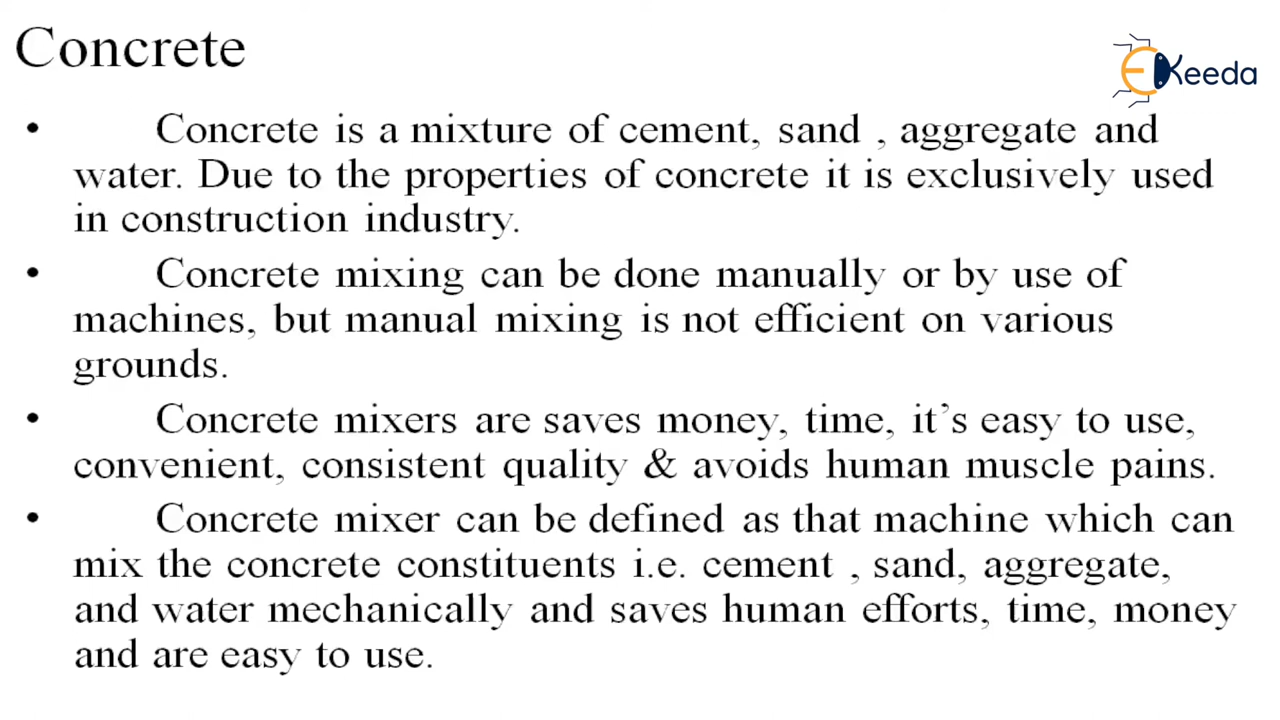 Concrete
EKeeda
• Concrete is a mixture of cement, sand , aggregate and
water. Due to the properties of concrete it is exclusively used
in construction industry.
• Concrete mixing can be done manually or by use of
machines, but manual mixing is not efficient on various
grounds.
• Concrete mixers are saves money, time, it’s easy to use,
convenient, consistent quality & avoids human muscle pains.
• Concrete mixer can be defined as that machine which can
mix the concrete constituents i.e. cement , sand, aggregate,
and water mechanically and saves human efforts, time, money
and are easy to use.